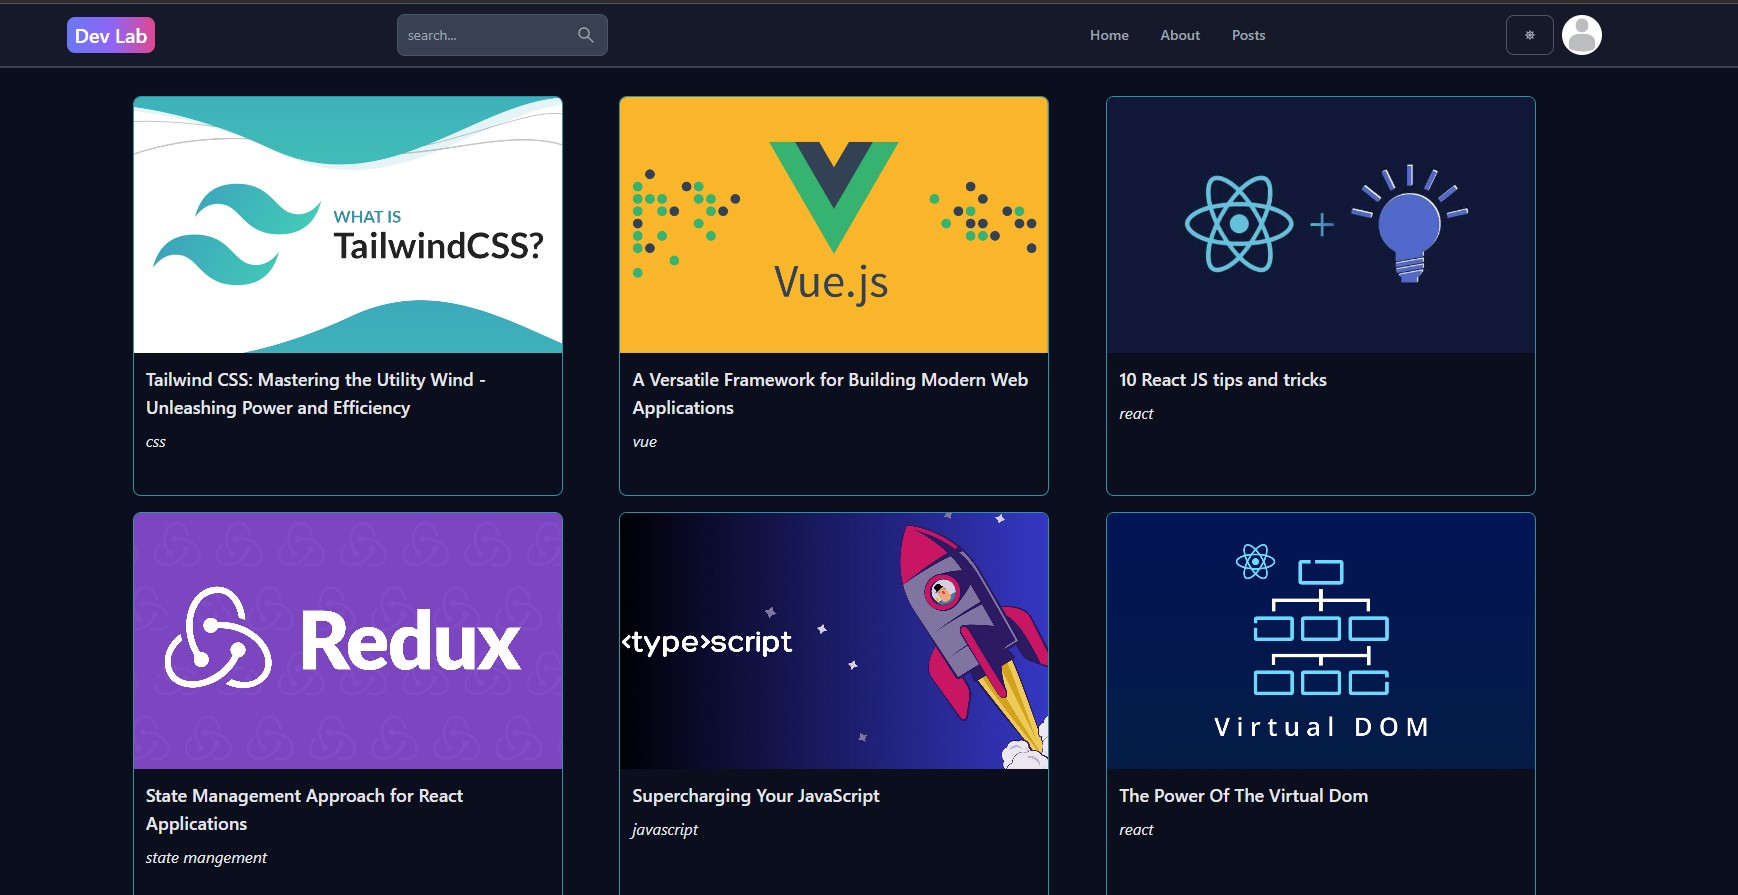 Dev Lab
search...
Home
About
Posts
WHAT IS
TailwindCSS?
Tailwind CSS: Mastering the Utility Wind -
Unleashing Power and Efficiency
css
Vue.js
A Versatile Framework for Building Modern Web
Applications
vue
10 React JS tips and tricks
react
Redux
State Management Approach for React
Applications
state mangement
<type>script
Supercharging Your JavaScript
javascript
Virtual DOM
The Power Of The Virtual Dom
react